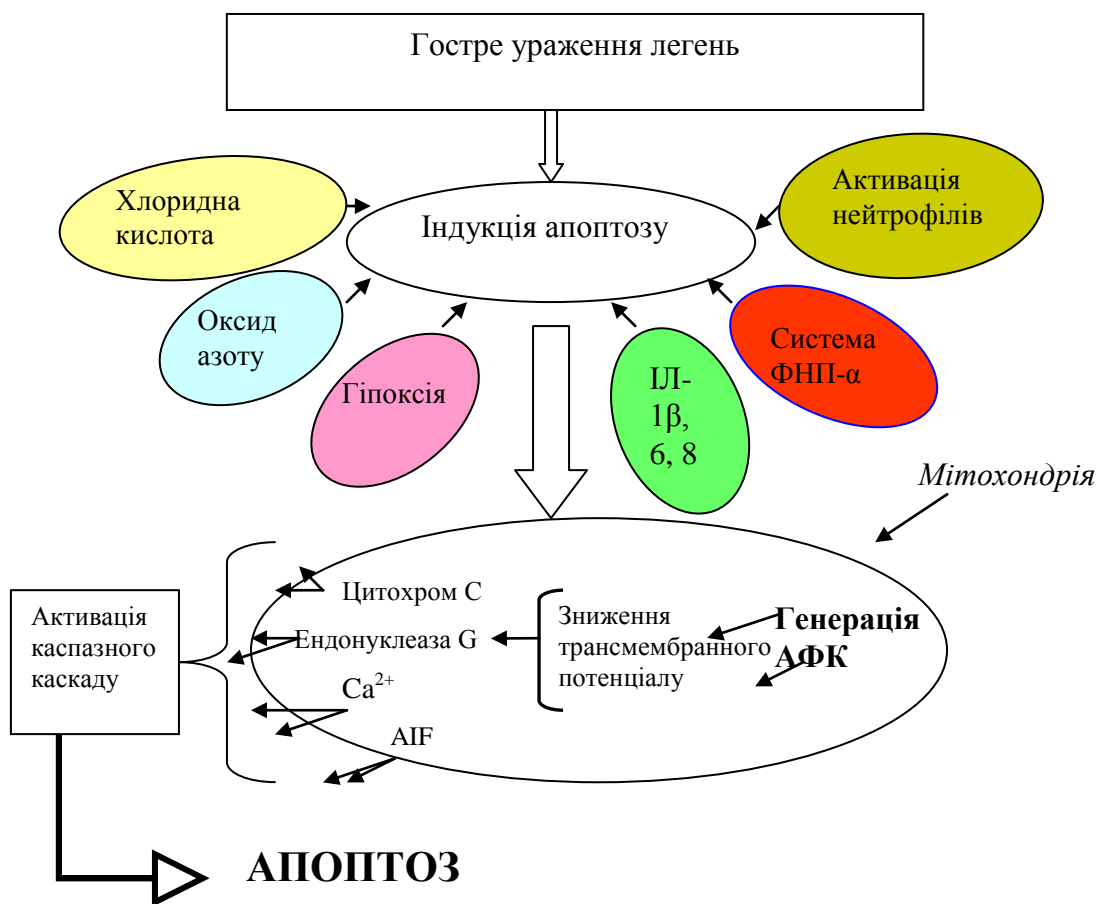 Гостре ураження легень
Хлоридна
кислота
Індукція апоптозу
Активація
нейтрофілів
Оксид
азоту
Гіпоксія
ІЛ-
1β,
6, 8
Система
ФНП-α
Мітохондрія
Активація
каспазного
каскаду
Цитохром С
Ендонуклеаза G
Ca²⁺
AIF
Зниження
трансмембранного
потенціалу
Генерація
АФК
АПОПТОЗ